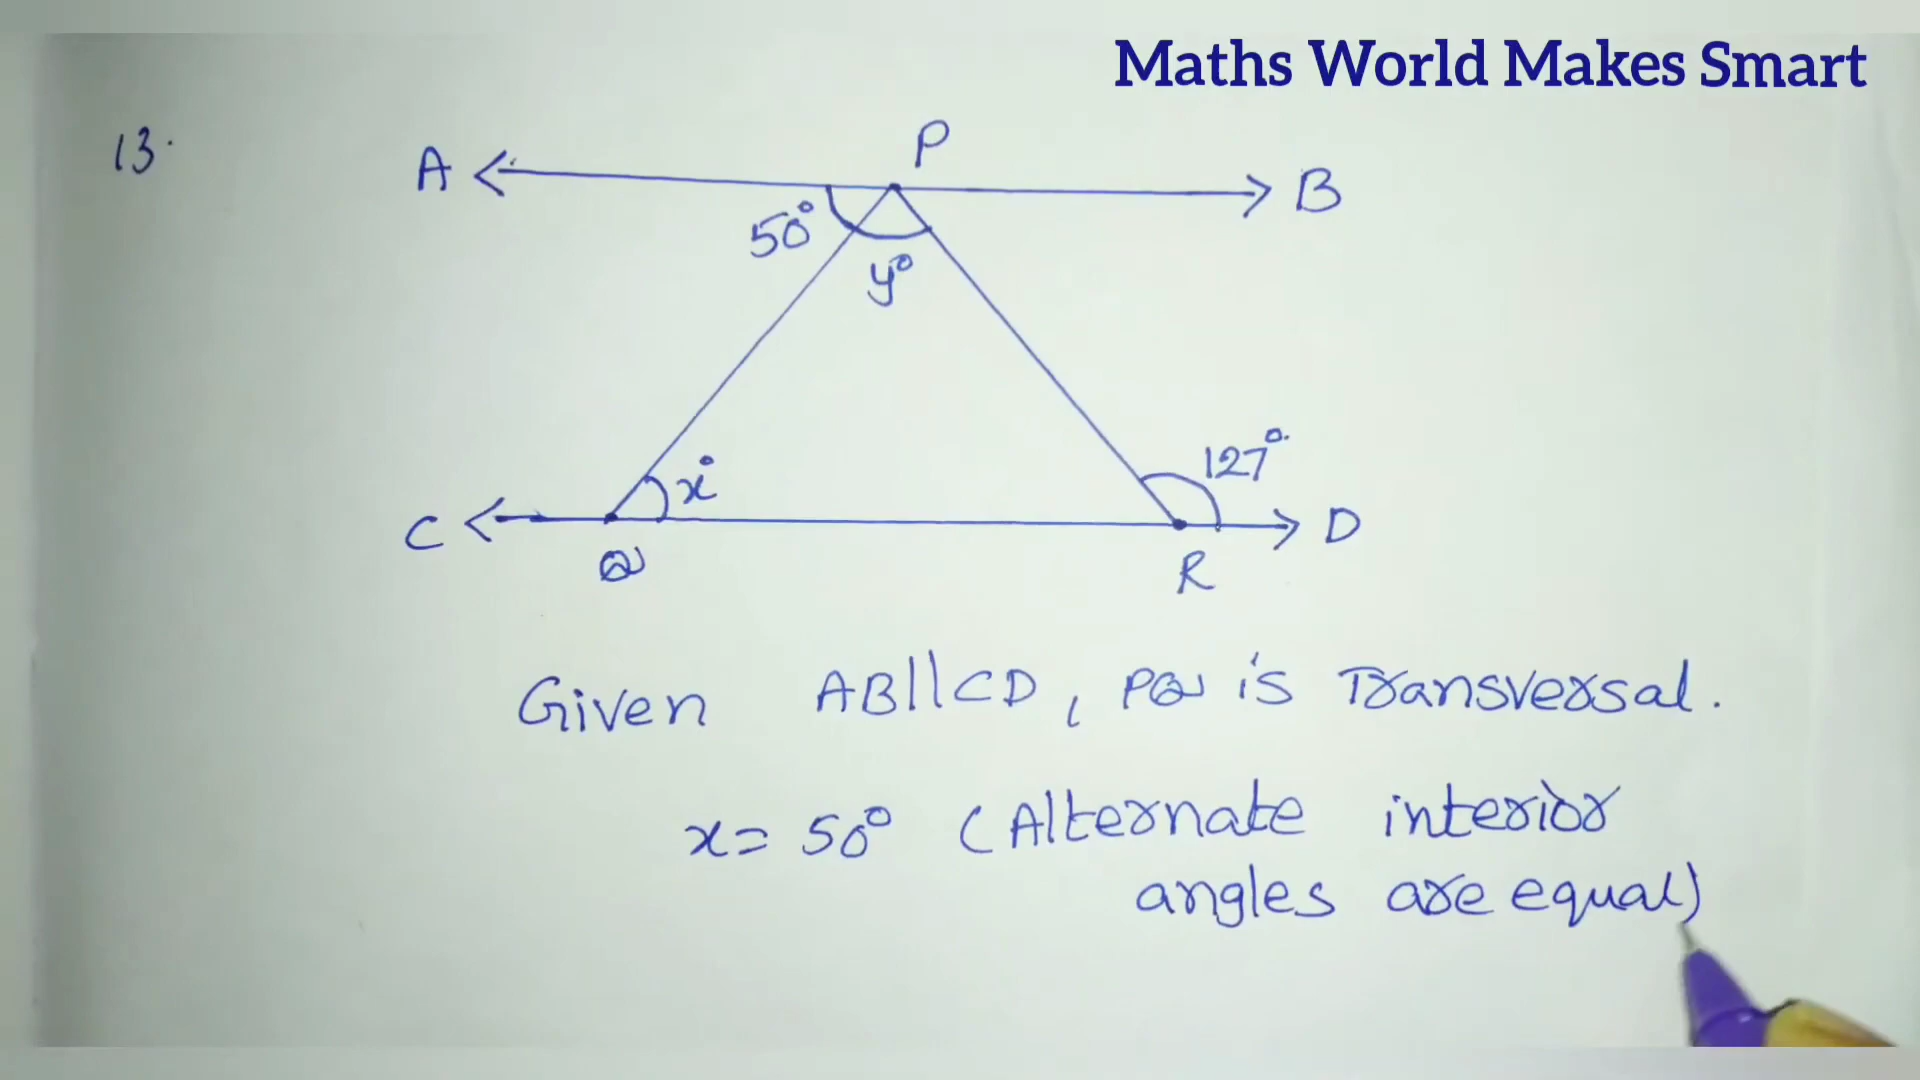 Maths World Makes Smart
13.
P
A
B
50°
y°
127°
x°
C
D
Q
R
Given AB||CD, PQ is Transversal.
x = 50° (Alternate interior
angles are equal)